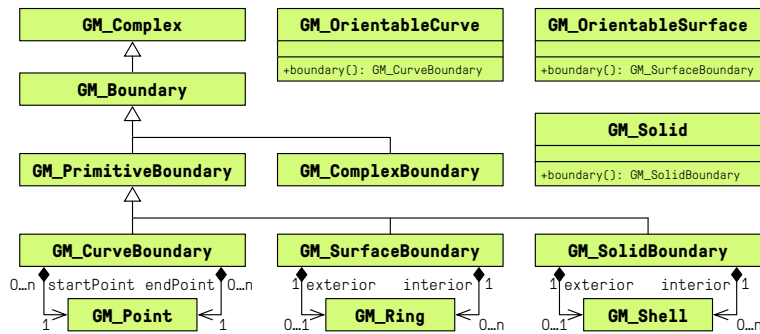 GM_Complex
GM_OrientableCurve
GM_OrientableSurface
+boundary(): GM_CurveBoundary
+boundary(): GM_SurfaceBoundary
GM_Boundary
GM_Solid
+boundary(): GM_SolidBoundary
GM_PrimitiveBoundary
GM_ComplexBoundary
GM_CurveBoundary
GM_SurfaceBoundary
GM_SolidBoundary
0…n startPoint endPoint 0…n
1 exterior interior 1
1 exterior interior 1
1 GM_Point 1
0…1 GM_Ring 0…n
0…1 GM_Shell 0…n